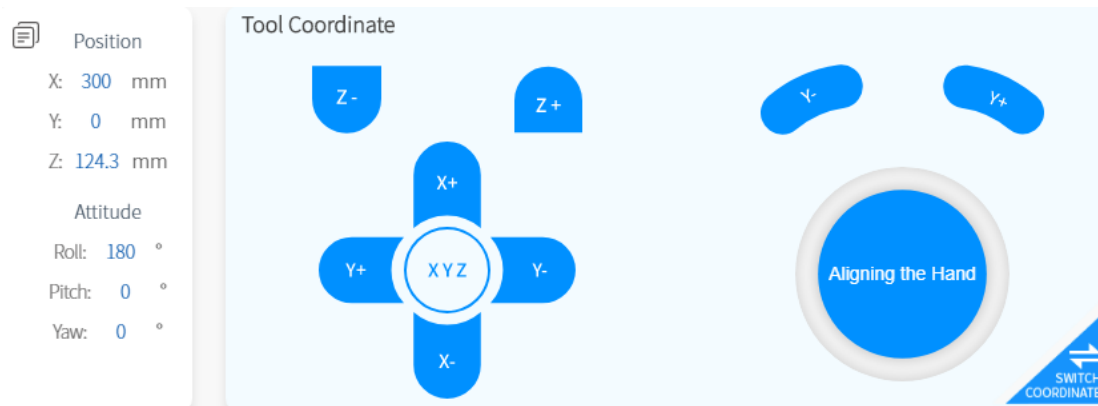 Position
X: 300 mm
Y: 0 mm
Z: 124.3 mm
Attitude
Roll: 180 °
Pitch: 0 °
Yaw: 0 °
Tool Coordinate
Z -
Z +
X+
Y+
X Y Z
Y-
X-
Y-
Y+
Aligning the Hand
SWITCH
COORDINATE